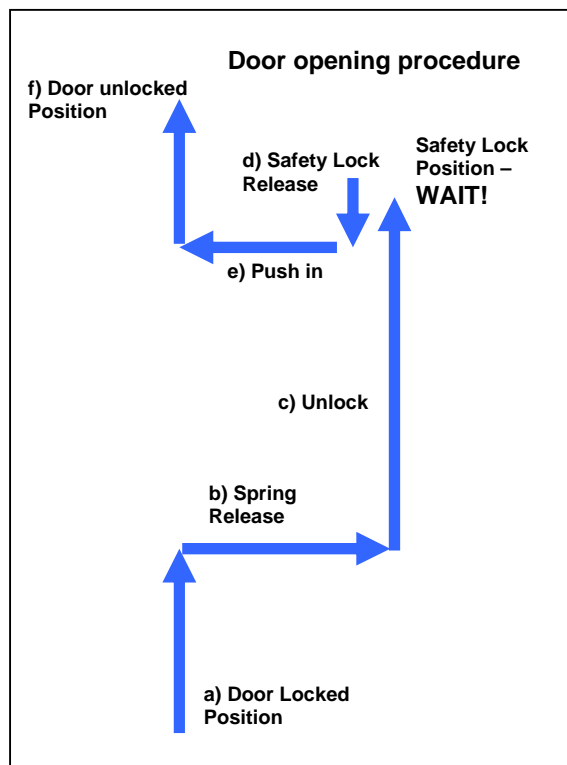 Door opening procedure
f) Door unlocked
Position
d) Safety Lock
Release
Safety Lock
Position –
WAIT!
e) Push in
c) Unlock
b) Spring
Release
a) Door Locked
Position